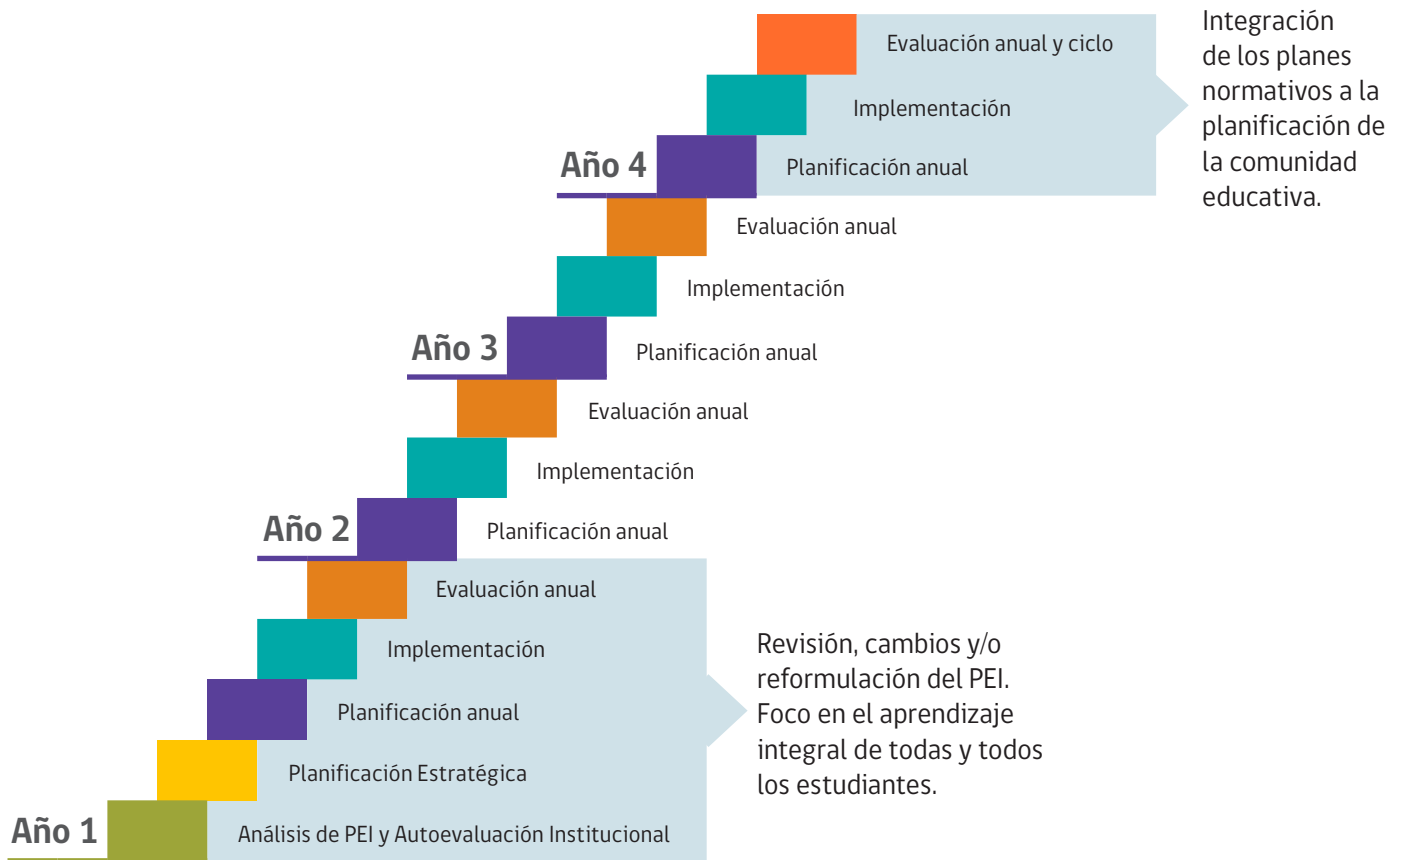 Evaluación anual y ciclo
Implementación
Año 4
Planificación anual
Integración
de los planes
normativos a la
planificación de
la comunidad
educativa.
Evaluación anual
Implementación
Año 3
Planificación anual
Evaluación anual
Implementación
Año 2
Planificación anual
Evaluación anual
Implementación
Planificación anual
Planificación Estratégica
Año 1
Análisis de PEI y Autoevaluación Institucional
Revisión, cambios y/o
reformulación del PEI.
Foco en el aprendizaje
integral de todas y todos
los estudiantes.